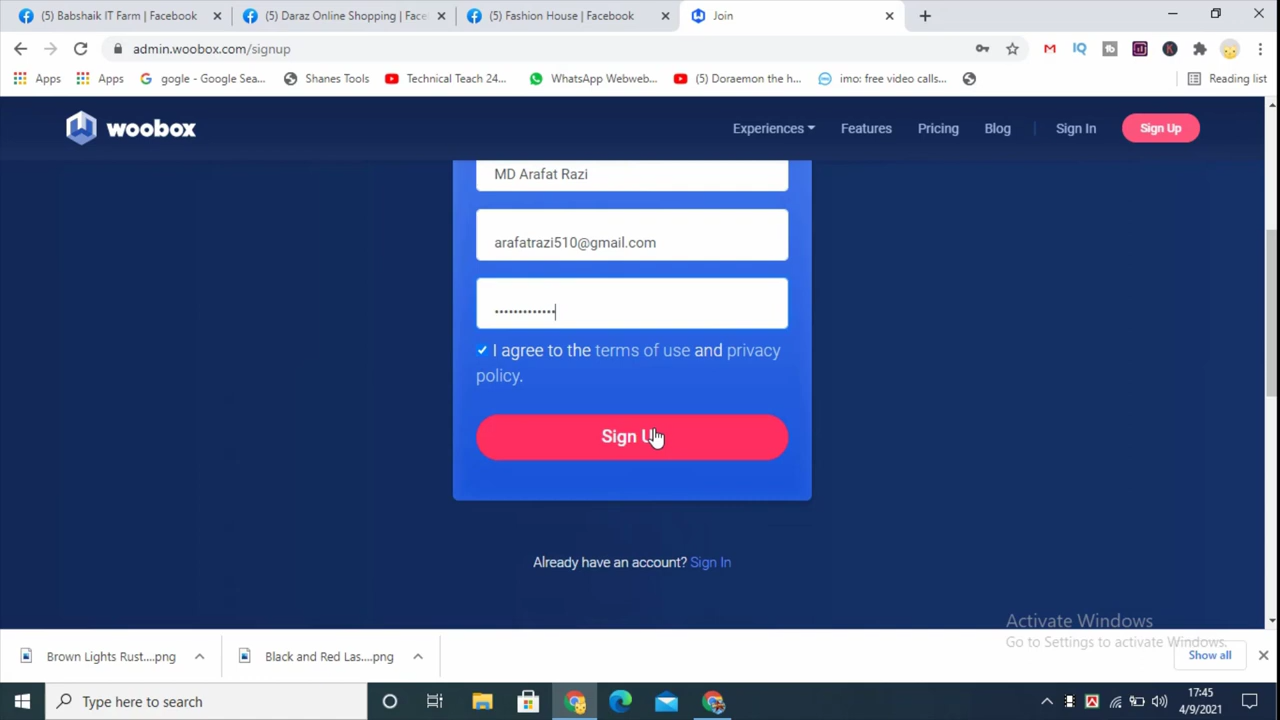 (5) Babshaik IT Farm | Facebook
(5) Daraz Online Shopping | Face
(5) Fashion House | Facebook
Join
admin.woobox.com/signup
Apps
Apps
gogle - Google Sea...
Shanes Tools
Technical Teach 24...
WhatsApp Webweb...
(5) Doraemon the h...
imo: free video calls...
Reading list
woobox
Experiences
Features
Pricing
Blog
Sign In
Sign Up
MD Arafat Razi
arafatrazi510@gmail.com
I agree to the terms of use and privacy
policy.
Sign U
Already have an account? Sign In
Activate Windows
Go to Settings to activate Windows.
Brown Lights Rust....png
Black and Red Las....png
Show all
Type here to search
17:45
4/9/2021